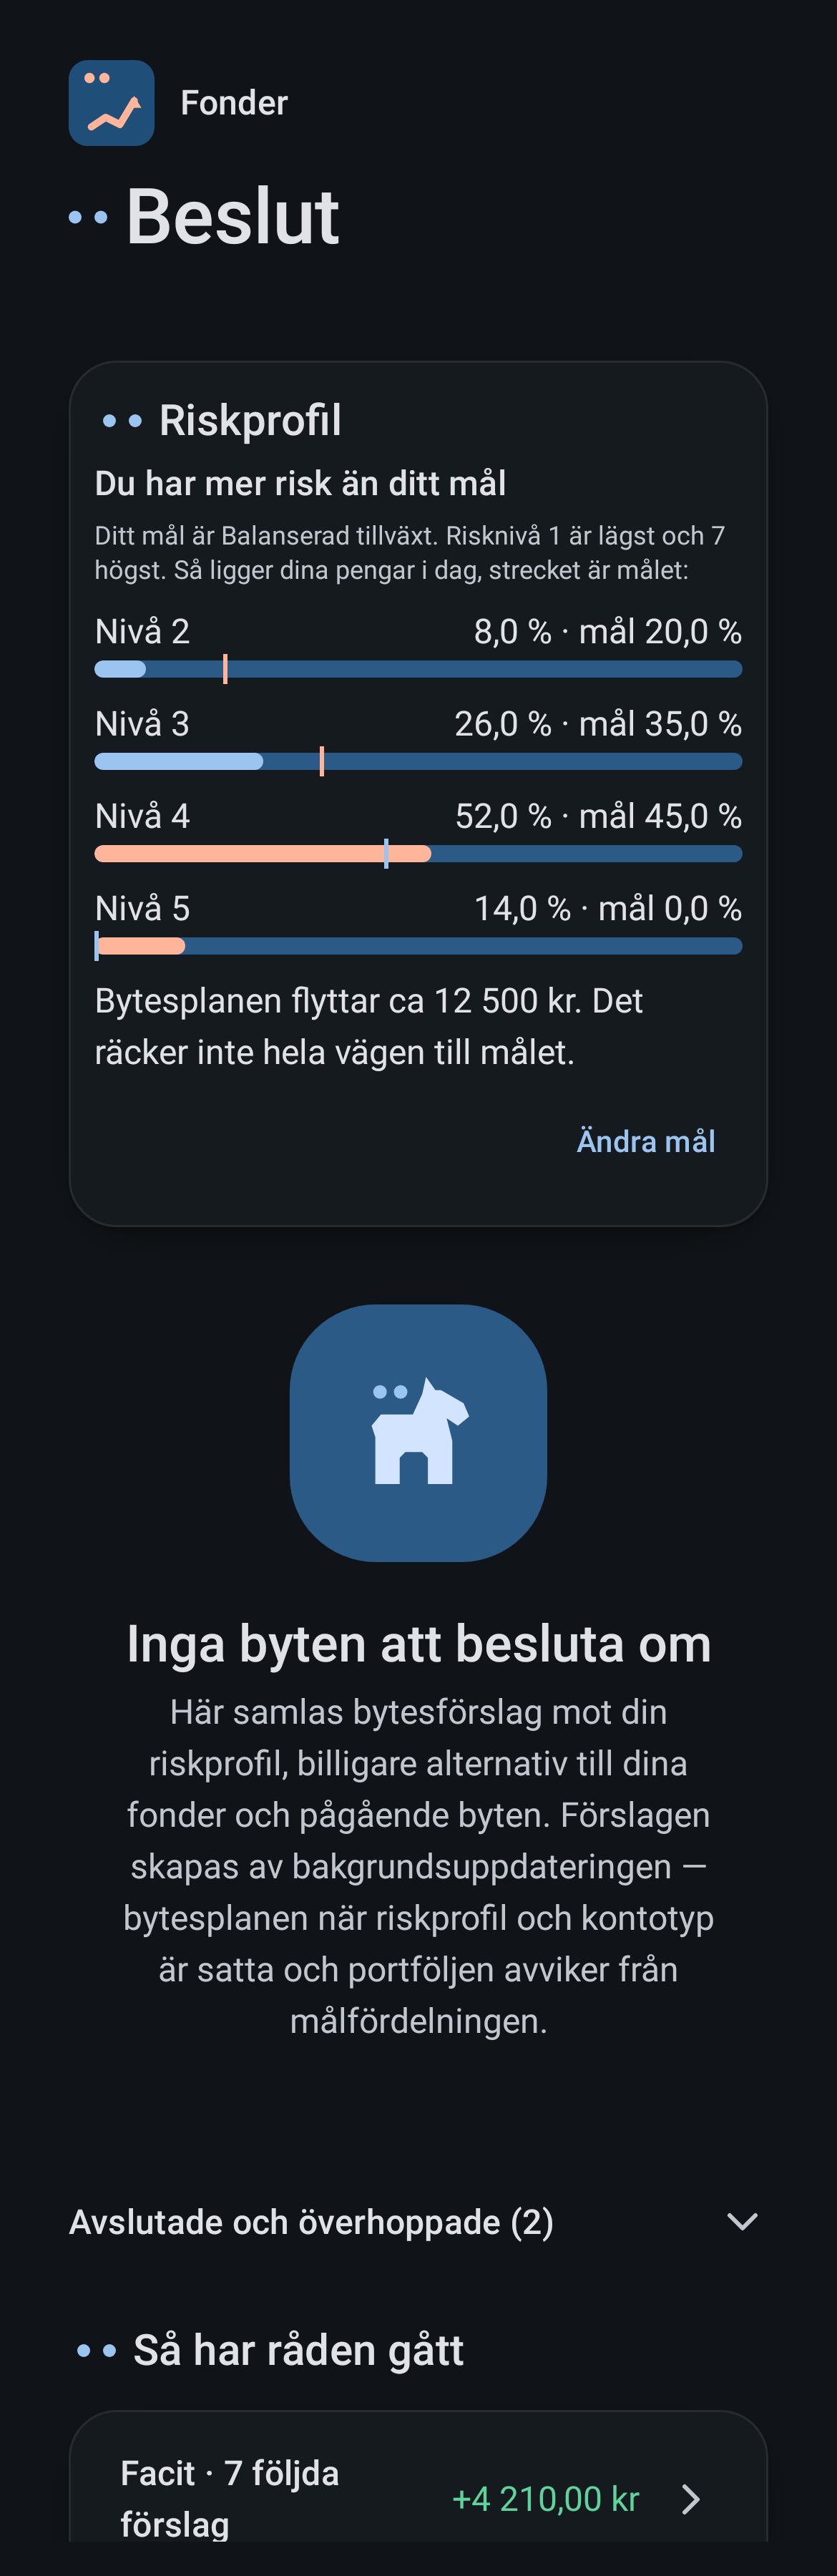 Fonder
Beslut
Riskprofil
Du har mer risk än ditt mål
Ditt mål är Balanserad tillväxt. Risknivå 1 är lägst och 7
högst. Så ligger dina pengar i dag, strecket är målet:
Nivå 2 8,0 % · mål 20,0 %
Nivå 3 26,0 % · mål 35,0 %
Nivå 4 52,0 % · mål 45,0 %
Nivå 5 14,0 % · mål 0,0 %
Bytesplanen flyttar ca 12 500 kr. Det
räcker inte hela vägen till målet.
Ändra mål
Inga byten att besluta om
Här samlas bytesförslag mot din
riskprofil, billigare alternativ till dina
fonder och pågående byten. Förslagen
skapas av bakgrundsuppdateringen —
bytesplanen när riskprofil och kontotyp
är satta och portföljen avviker från
målfördelningen.
Avslutade och överhoppade (2)
Så har råden gått
Facit · 7 följda
förslag
+4 210,00 kr